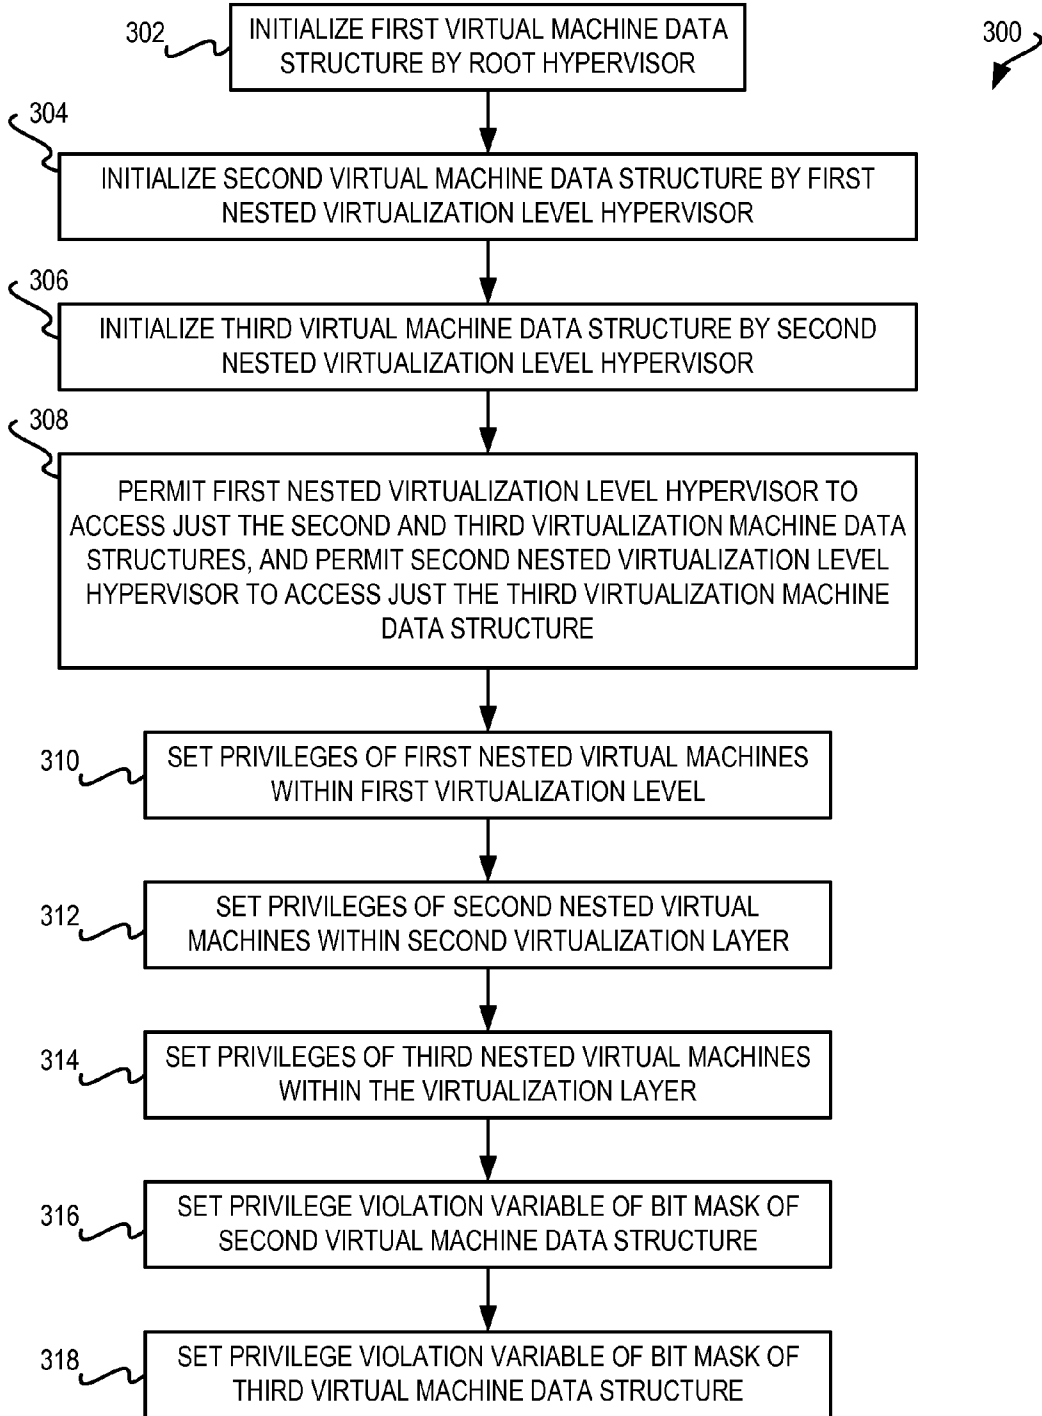 302
INITIALIZE FIRST VIRTUAL MACHINE DATA
STRUCTURE BY ROOT HYPERVISOR
300
304
INITIALIZE SECOND VIRTUAL MACHINE DATA STRUCTURE BY FIRST
NESTED VIRTUALIZATION LEVEL HYPERVISOR
306
INITIALIZE THIRD VIRTUAL MACHINE DATA STRUCTURE BY SECOND
NESTED VIRTUALIZATION LEVEL HYPERVISOR
308
PERMIT FIRST NESTED VIRTUALIZATION LEVEL HYPERVISOR TO
ACCESS JUST THE SECOND AND THIRD VIRTUALIZATION MACHINE DATA
STRUCTURES, AND PERMIT SECOND NESTED VIRTUALIZATION LEVEL
HYPERVISOR TO ACCESS JUST THE THIRD VIRTUALIZATION MACHINE
DATA STRUCTURE
310
SET PRIVILEGES OF FIRST NESTED VIRTUAL MACHINES
WITHIN FIRST VIRTUALIZATION LEVEL
312
SET PRIVILEGES OF SECOND NESTED VIRTUAL
MACHINES WITHIN SECOND VIRTUALIZATION LAYER
314
SET PRIVILEGES OF THIRD NESTED VIRTUAL MACHINES
WITHIN THE VIRTUALIZATION LAYER
316
SET PRIVILEGE VIOLATION VARIABLE OF BIT MASK OF
SECOND VIRTUAL MACHINE DATA STRUCTURE
318
SET PRIVILEGE VIOLATION VARIABLE OF BIT MASK OF
THIRD VIRTUAL MACHINE DATA STRUCTURE